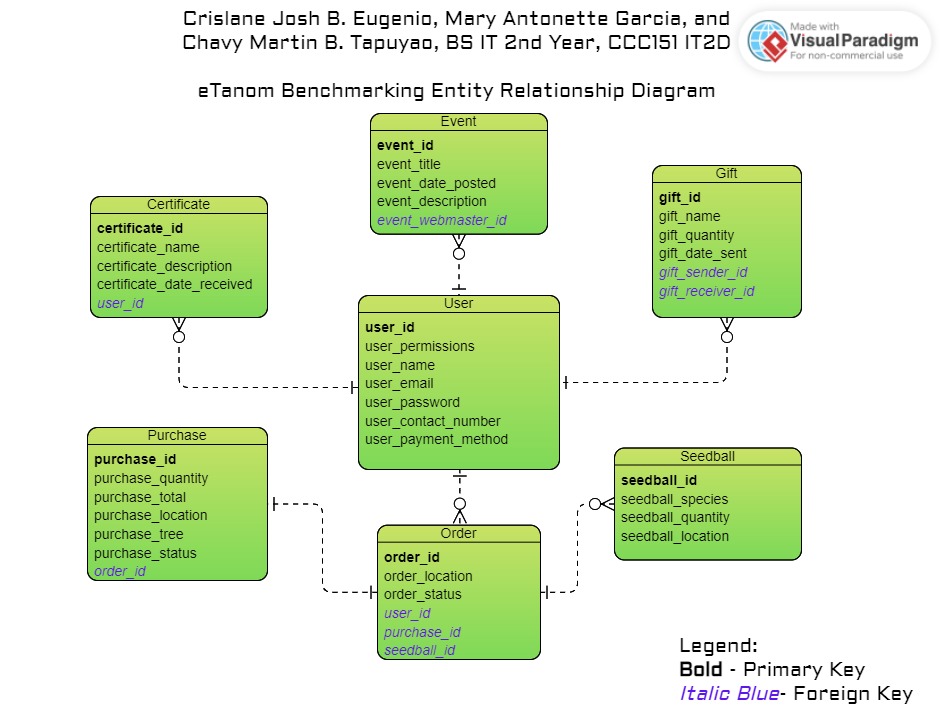 Crislane Josh B. Eugenio, Mary Antonette Garcia, and
Chavy Martin B. Tapuyao, BS IT 2nd Year, CCC151 IT2D
Made with
Visual Paradigm
For non-commercial use
eTanom Benchmarking Entity Relationship Diagram
Event
event_id
event_title
event_date_posted
event_description
event_webmaster_id
Gift
gift_id
gift_name
gift_quantity
gift_date_sent
gift_sender_id
gift_receiver_id
Certificate
certificate_id
certificate_name
certificate_description
certificate_date_received
user_id
User
user_id
user_permissions
user_name
user_email
user_password
user_contact_number
user_payment_method
Purchase
purchase_id
purchase_quantity
purchase_total
purchase_location
purchase_tree
purchase_status
order_id
Seedball
seedball_id
seedball_species
seedball_quantity
seedball_location
Order
order_id
order_location
order_status
user_id
purchase_id
seedball_id
Legend:
Bold - Primary Key
Italic Blue- Foreign Key